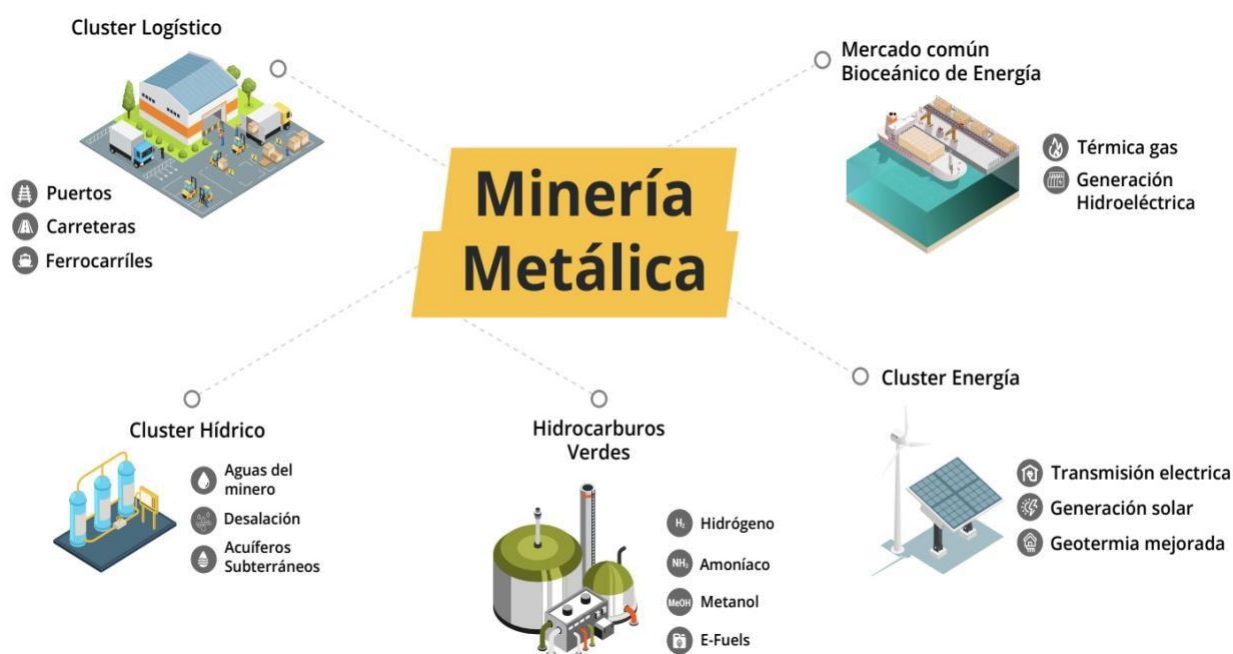 Cluster Logístico
Puertos
Carreteras
Ferrocarríles
Mercado común
Bioceánico de Energía
Térmica gas
Generación
Hidroeléctrica
Minería
Metálica
Cluster Hídrico
Aguas del
minero
Desalación
Acuíferos
Subterráneos
Hidrocarburos
Verdes
H₂ Hidrógeno
NH₃ Amoníaco
MeOH Metanol
E-Fuels
Cluster Energía
Transmisión electrica
Generación solar
Geotermia mejorada